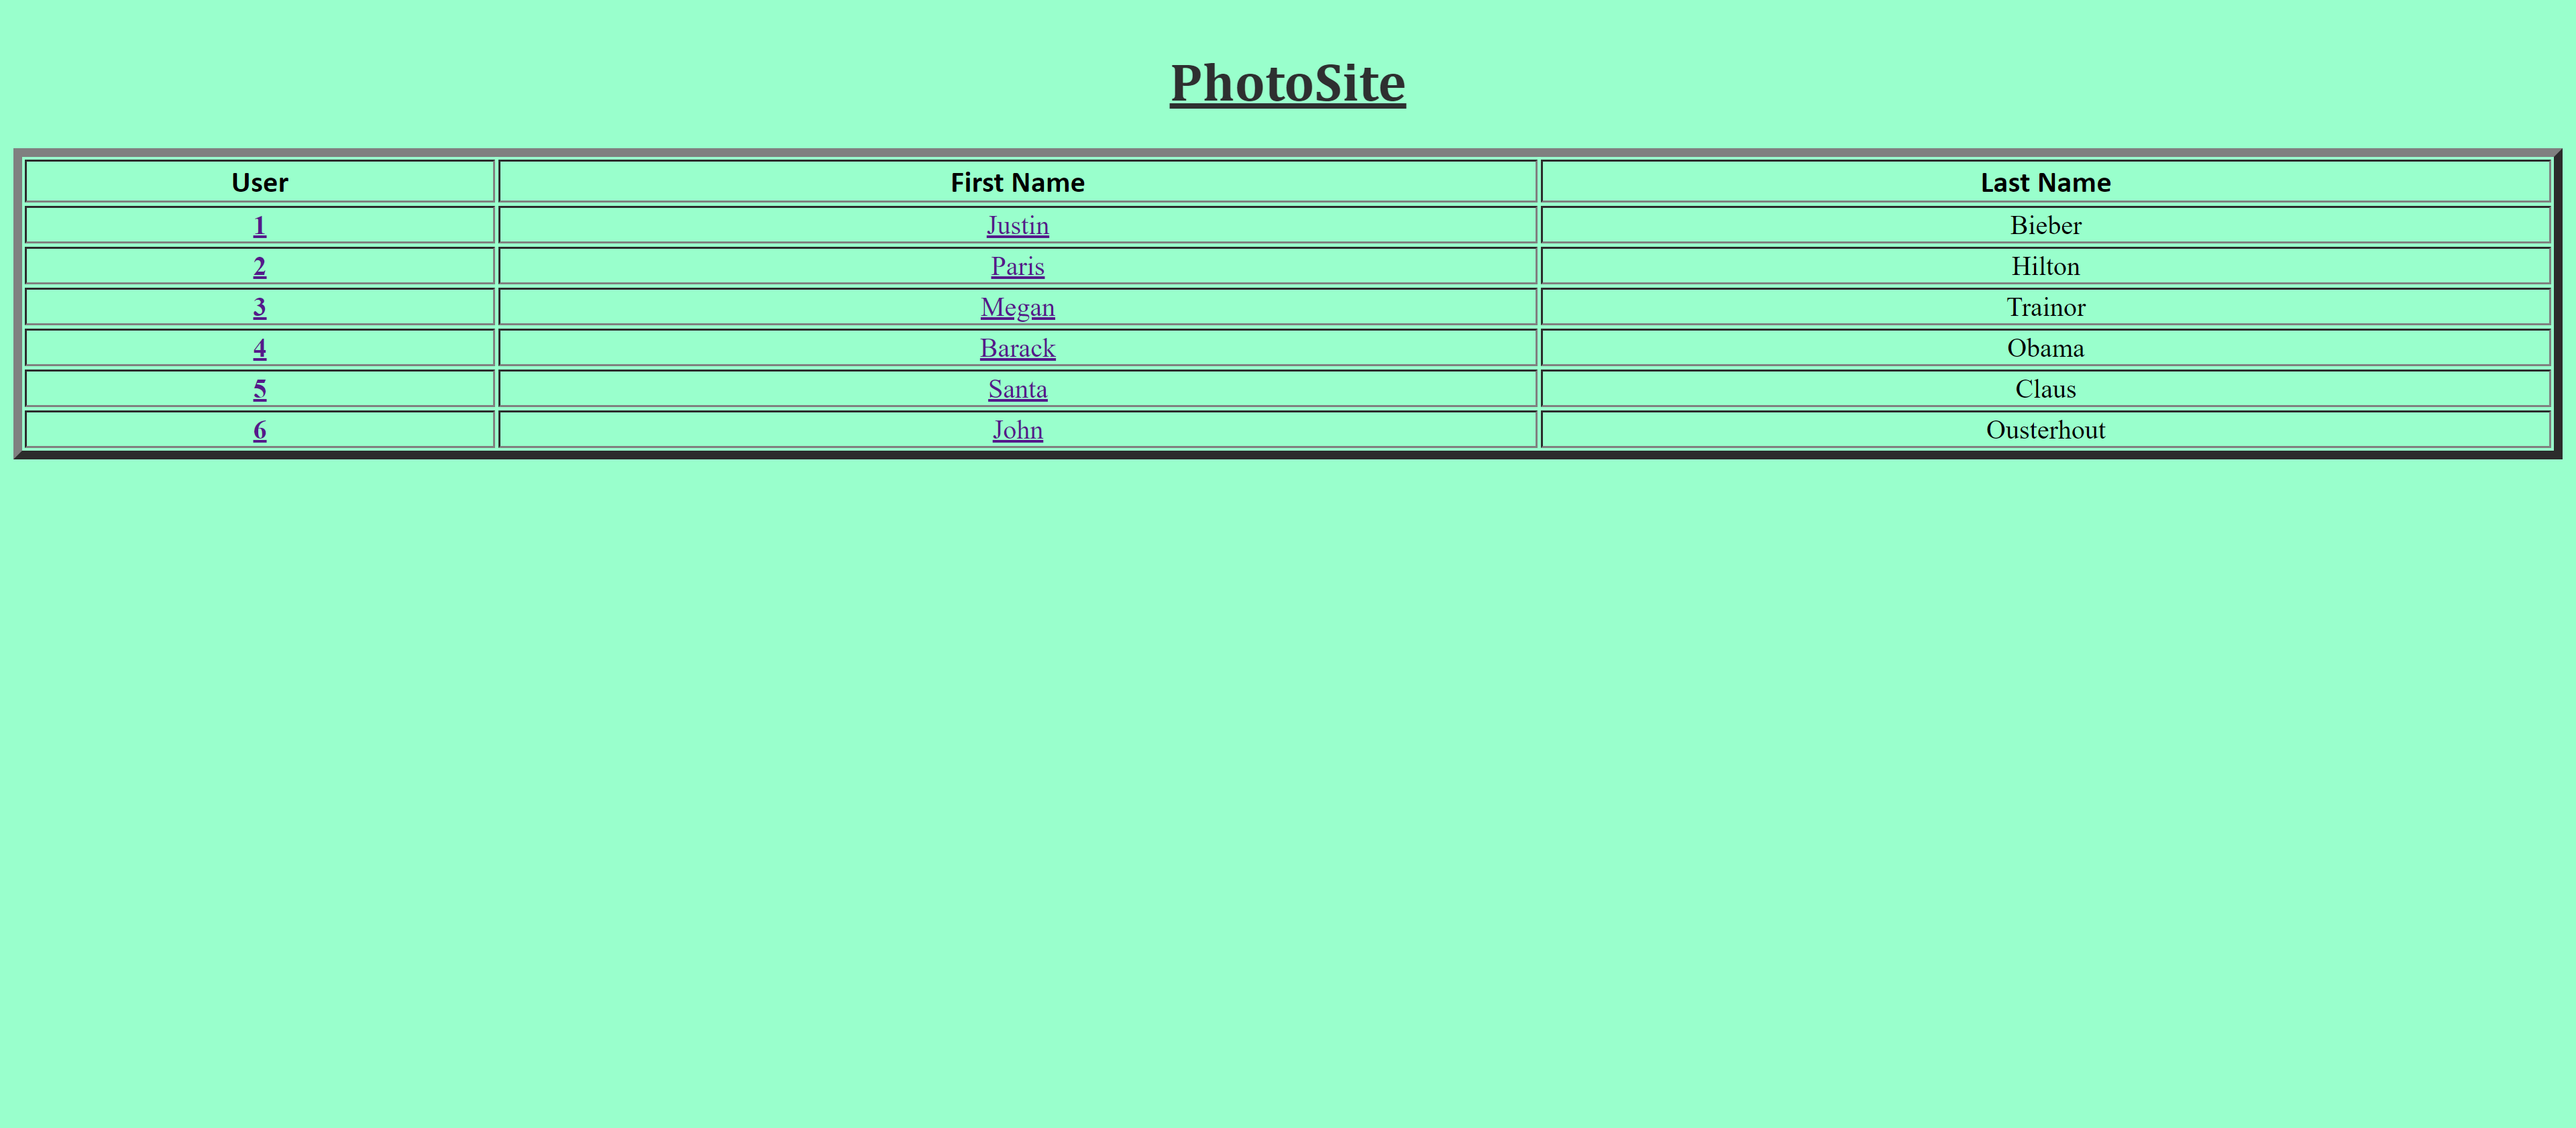 PhotoSite
User First Name Last Name
1 Justin Bieber
2 Paris Hilton
3 Megan Trainor
4 Barack Obama
5 Santa Claus
6 John Ousterhout